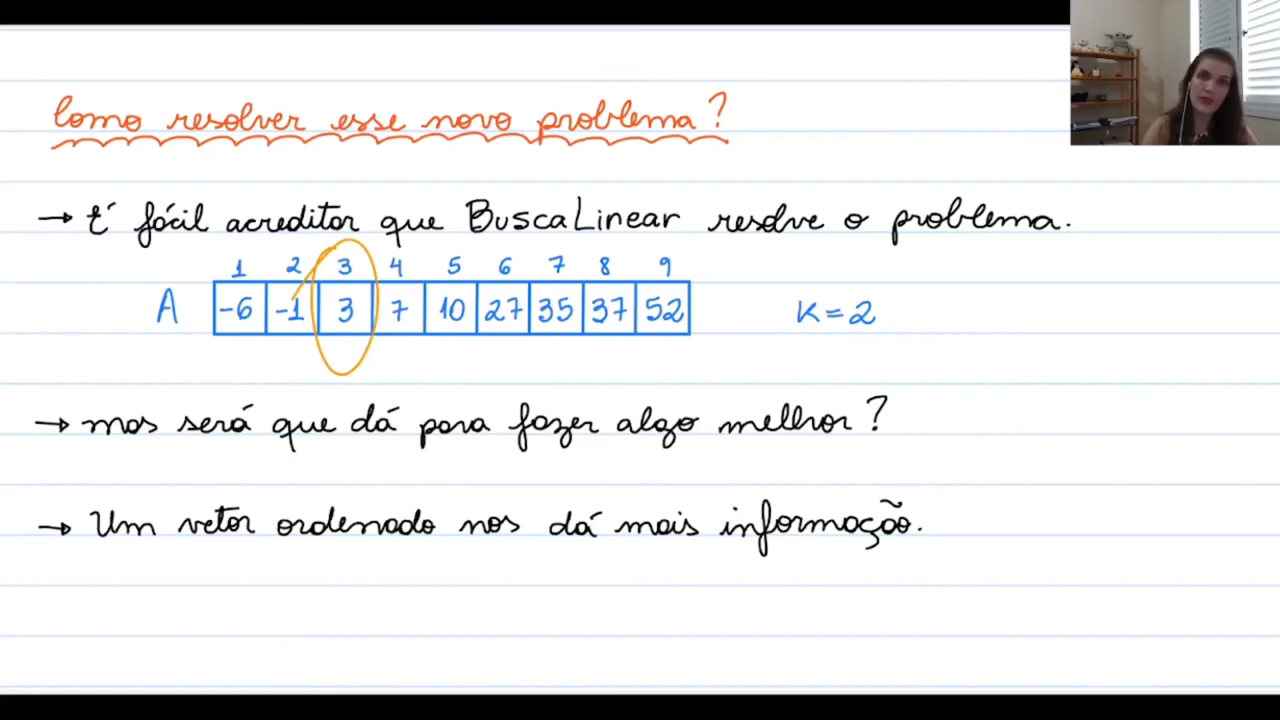 Como resolver esse novo problema?
→ É fácil acreditar que BuscaLinear resolve o problema.
1 2 3 4 5 6 7 8 9
A -6 -1 3 7 10 27 35 37 52 K=2
→ mas será que dá para fazer algo melhor?
→ Um vetor ordenado nos dá mais informação.